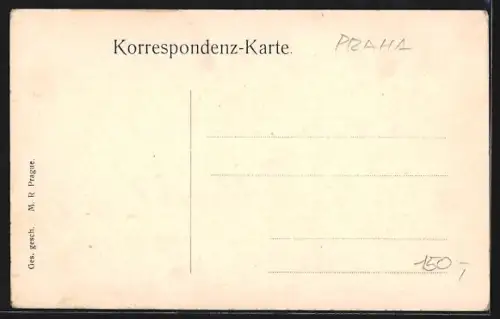 Korrespondenz-Karte.
PRAHA
Ges. gesch. M. R. Prague.
150,-